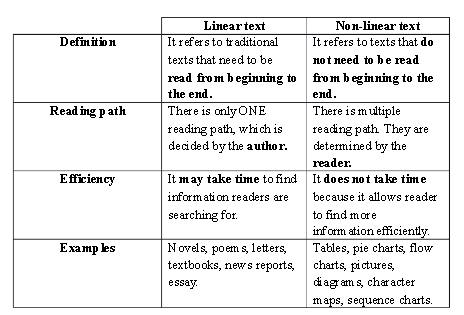 Linear text Non-linear text
Definition It refers to traditional It refers to texts that do
texts that need to be not need to be read
read from beginning to from beginning to the
the end. end.
Reading path There is only ONE There is multiple
reading path, which is reading path. They are
decided by the author. determined by the
reader.
Efficiency It may take time to find It does not take time
information readers are because it allows reader
searching for. to find more
information efficiently.
Examples Novels, poems, letters, Tables, pie charts, flow
textbooks, news reports, charts, pictures,
essay. diagrams, character
maps, sequence charts.